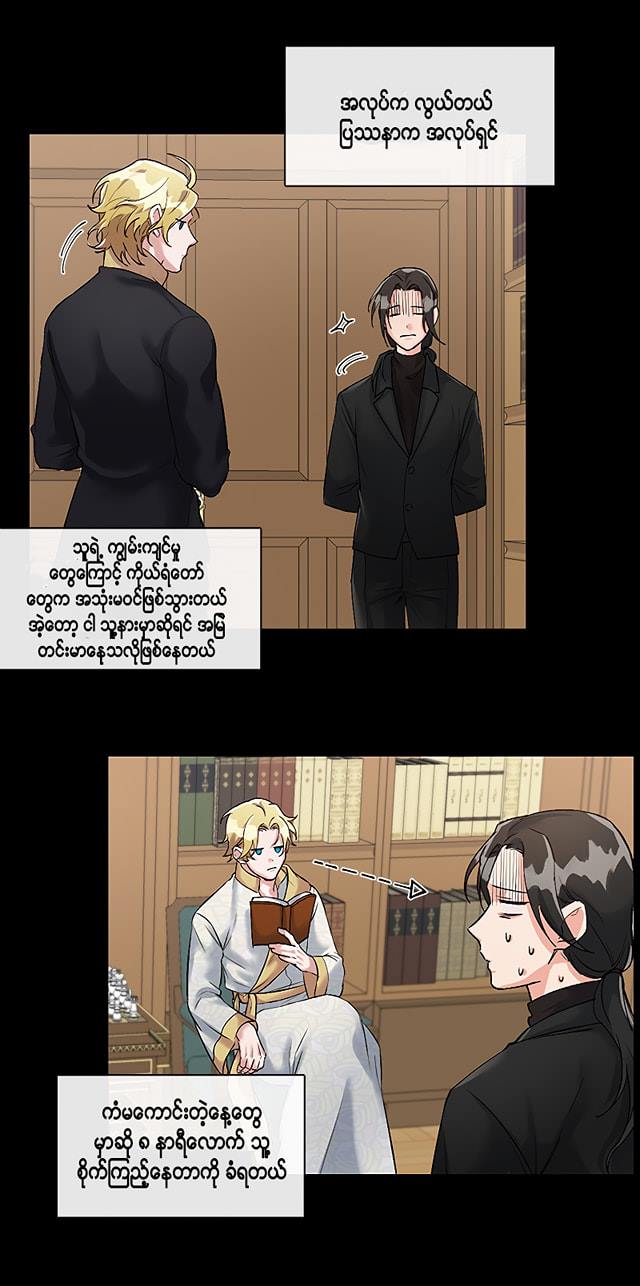 အလုပ်က လွယ်တယ်
ပြဿနာက အလုပ်ရှင်
သူရဲ့ ကျွမ်းကျင်မှု
တွေကြောင့် ကိုယ်ရံတော်
တွေက အသုံးမဝင်ဖြစ်သွားတယ်
အဲ့တော့ ငါ သူ့နားမှာဆိုရင် အမြဲ
တင်းမာနေသလိုဖြစ်နေတယ်
ကံမကောင်းတဲ့နေ့တွေ
မှာဆို ၈ နာရီလောက် သူ့
စိုက်ကြည့်နေတာကို ခံရတယ်